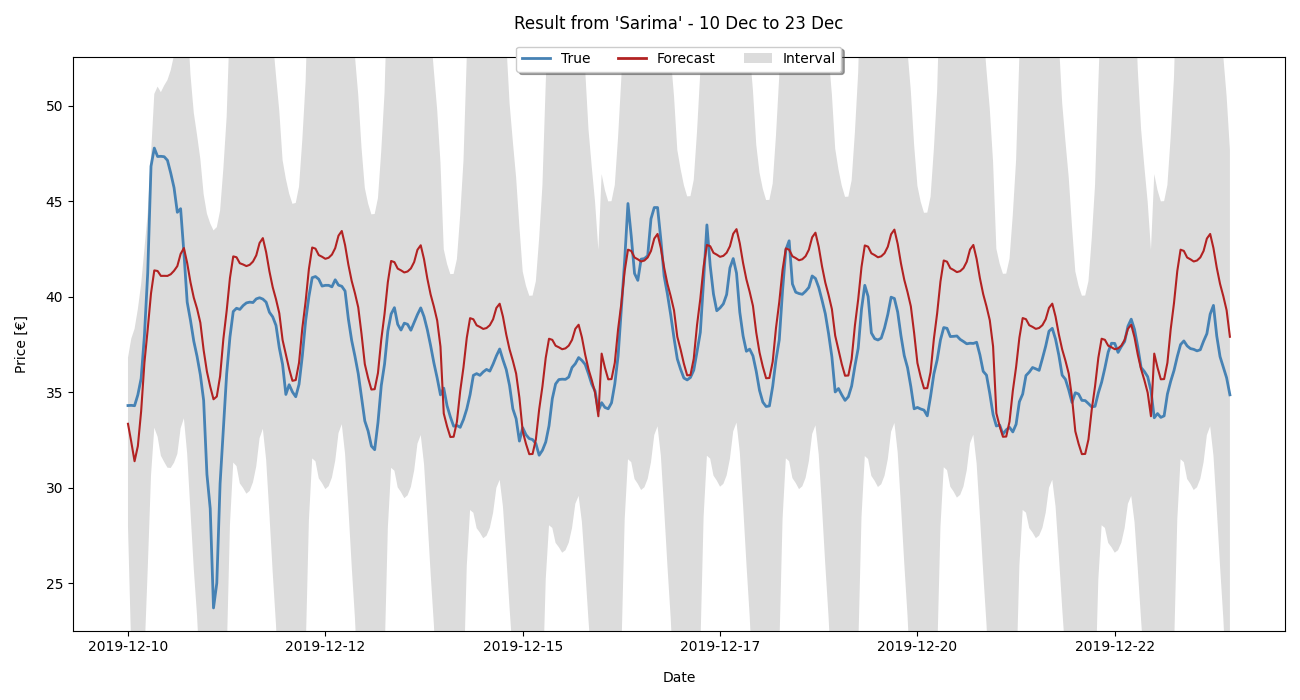 Result from 'Sarima' - 10 Dec to 23 Dec
True Forecast Interval
50
45
40
35
30
25
Price [€]
2019-12-10 2019-12-12 2019-12-15 2019-12-17 2019-12-20 2019-12-22
Date